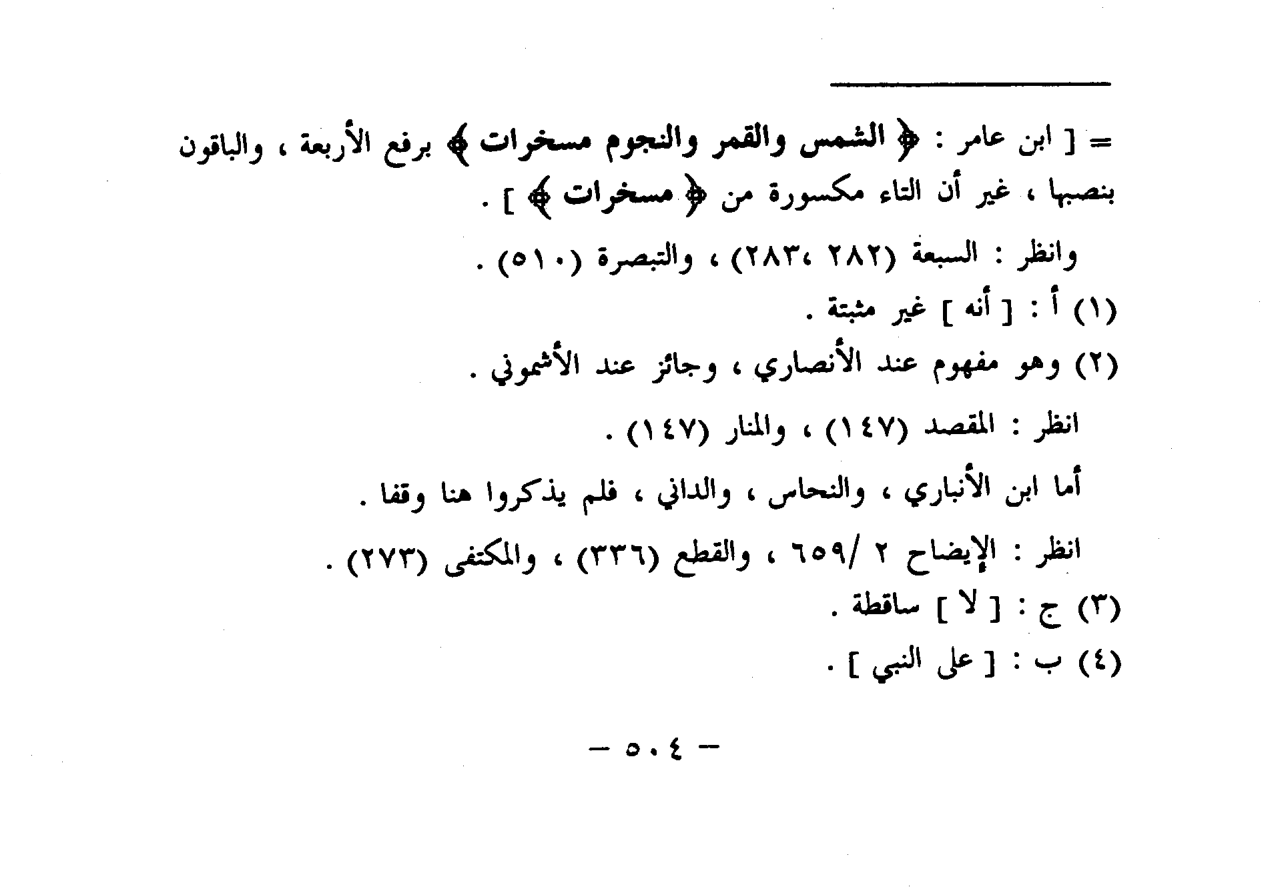 = [ ابن عامر : ﴿ الشمس والقمر والنجوم مسخرات ﴾ برفع الأربعة ، والباقون
بنصبها ، غير أن التاء مكسورة من ﴿ مسخرات ﴾ ] .
وانظر : السبعة (٢٨٢ ،٢٨٣) ، والتبصرة (٥١٠) .
(١) أ : [ أنه ] غير مثبتة .
(٢) وهو مفهوم عند الأنصاري ، وجائز عند الأشموني .
انظر : المقصد (١٤٧) ، والمنار (١٤٧) .
أما ابن الأنباري ، والنحاس ، والداني ، فلم يذكروا هنا وقفا .
انظر : الإيضاح ٢ /٦٥٩ ، والقطع (٣٣٦) ، والمكتفى (٢٧٣) .
(٣) ج : [ لا ] ساقطة .
(٤) ب : [ على النبي ] .
– ٥٠٤ –